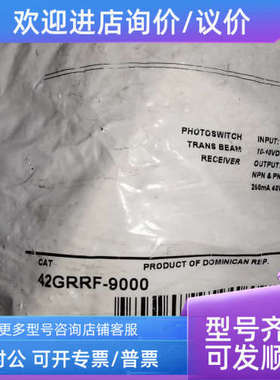 欢迎进店询价/议价
PHOTOSWITCH
TRANS BEAM
RECEIVER
INPUT:
10-40VD
OUTPUT:
NPN & PN
250mA 40V
PRODUCT OF DOMINICAN REP.
CAT
42GRRF-9000
更多型号咨询店铺客服
对公 可开专票/普票
型号齐
可发顺